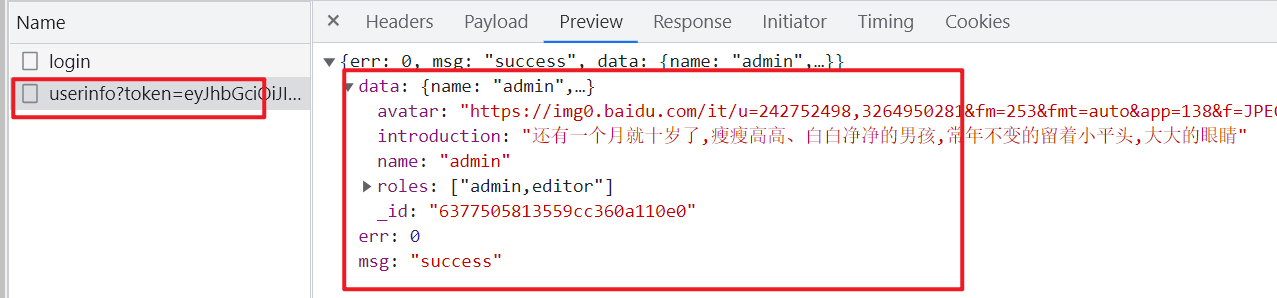 Name
× Headers Payload Preview Response Initiator Timing Cookies
login
userinfo?token=eyJhbGciOiJI...
▼{err: 0, msg: "success", data: {name: "admin",…}}
▼data: {name: "admin",…}
avatar: "https://img0.baidu.com/it/u=242752498,3264950281&fm=253&fmt=auto&app=138&f=JPEG
introduction: "还有一个月就十岁了,瘦瘦高高、白白净净的男孩,常年不变的留着小平头,大大的眼睛"
name: "admin"
▶roles: ["admin,editor"]
_id: "6377505813559cc360a110e0"
err: 0
msg: "success"